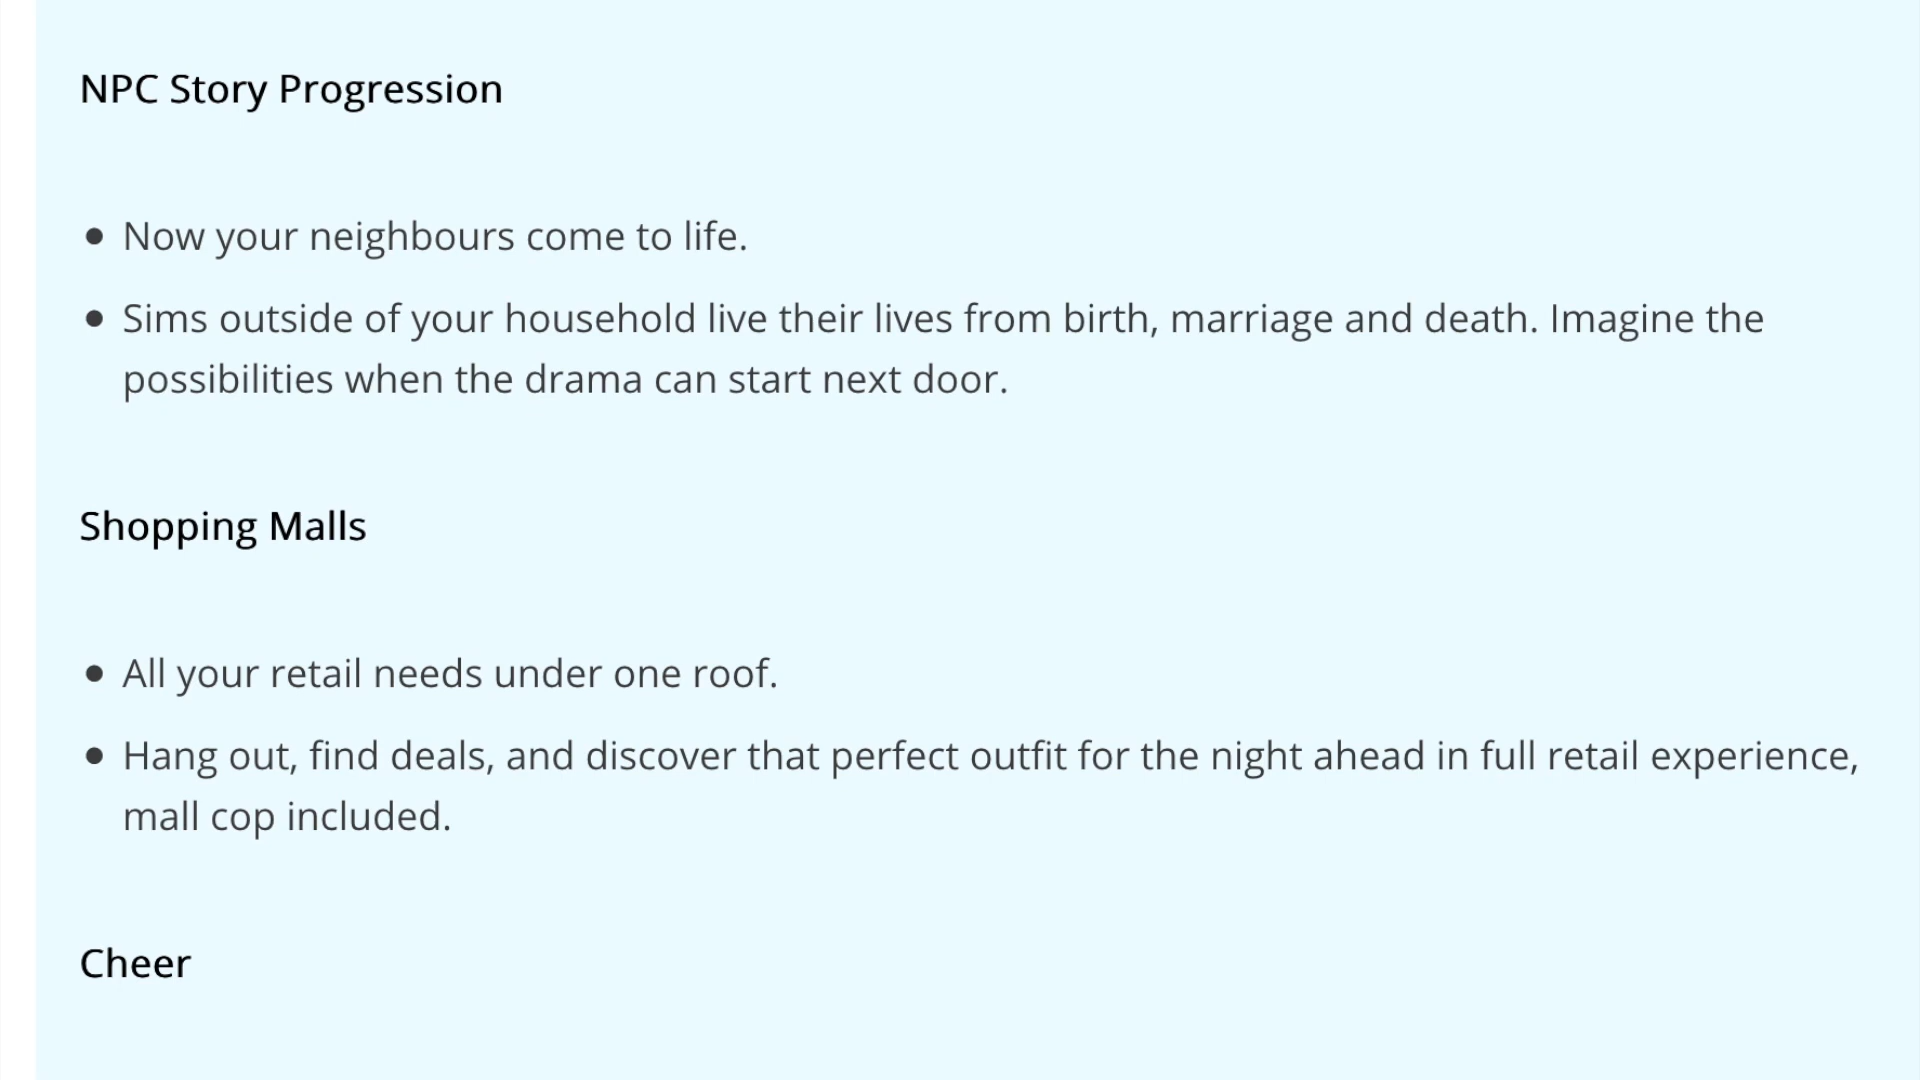 NPC Story Progression
• Now your neighbours come to life.
• Sims outside of your household live their lives from birth, marriage and death. Imagine the
possibilities when the drama can start next door.
Shopping Malls
• All your retail needs under one roof.
• Hang out, find deals, and discover that perfect outfit for the night ahead in full retail experience,
mall cop included.
Cheer